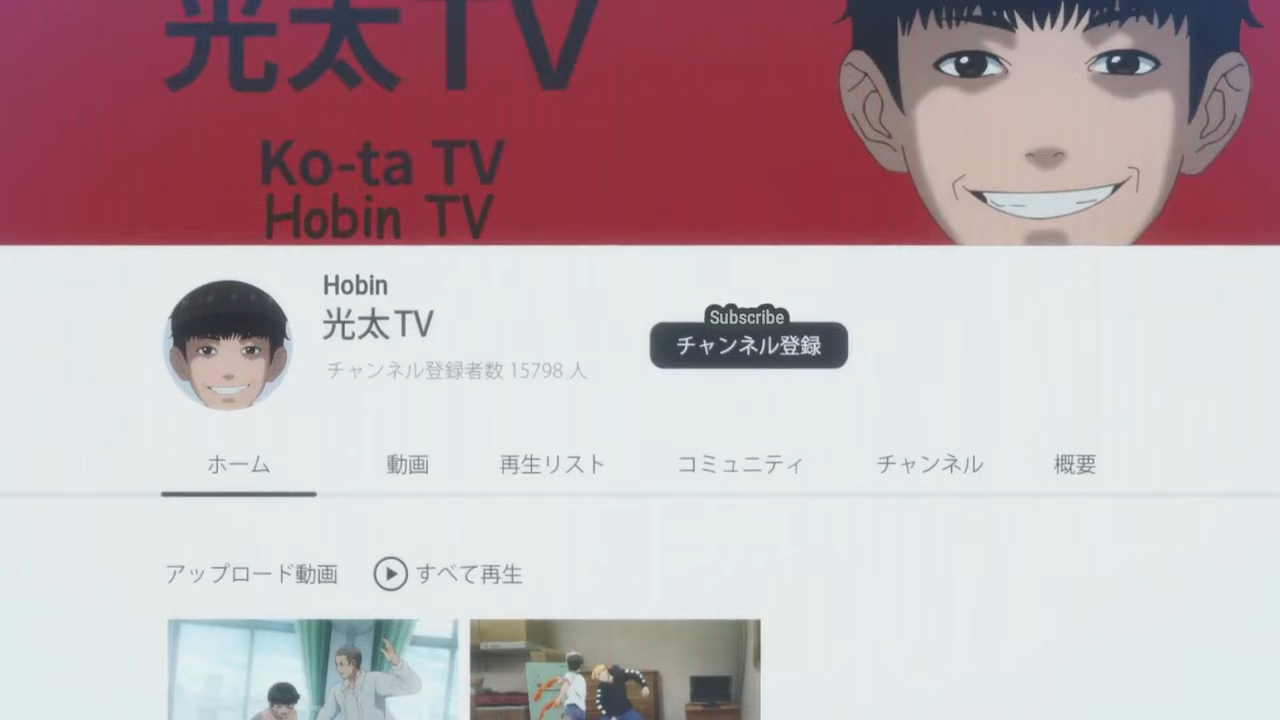 光太TV
Ko-ta TV
Hobin TV
Hobin
光太TV
Subscribe
チャンネル登録
チャンネル登録者数 15798 人
ホーム 動画 再生リスト コミュニティ チャンネル 概要
アップロード動画 すべて再生